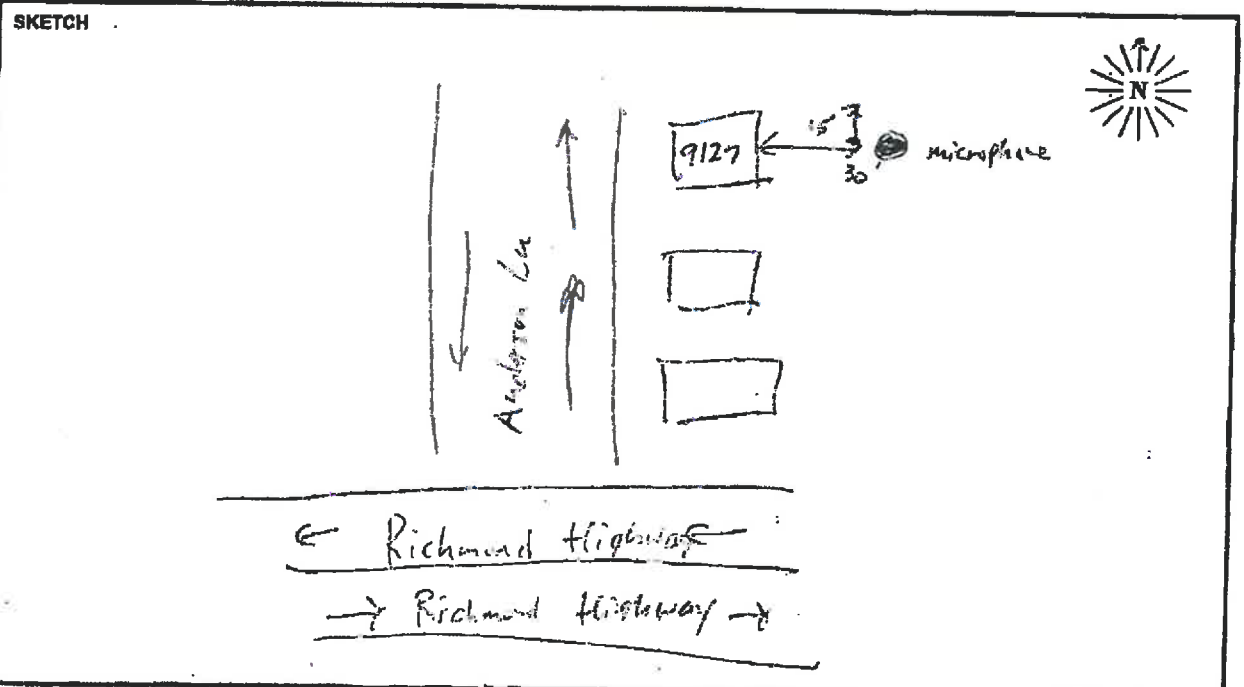 SKETCH
N
9127
15'
30'
microphone
Anderson Ln
Richmond Highway
Richmond Highway